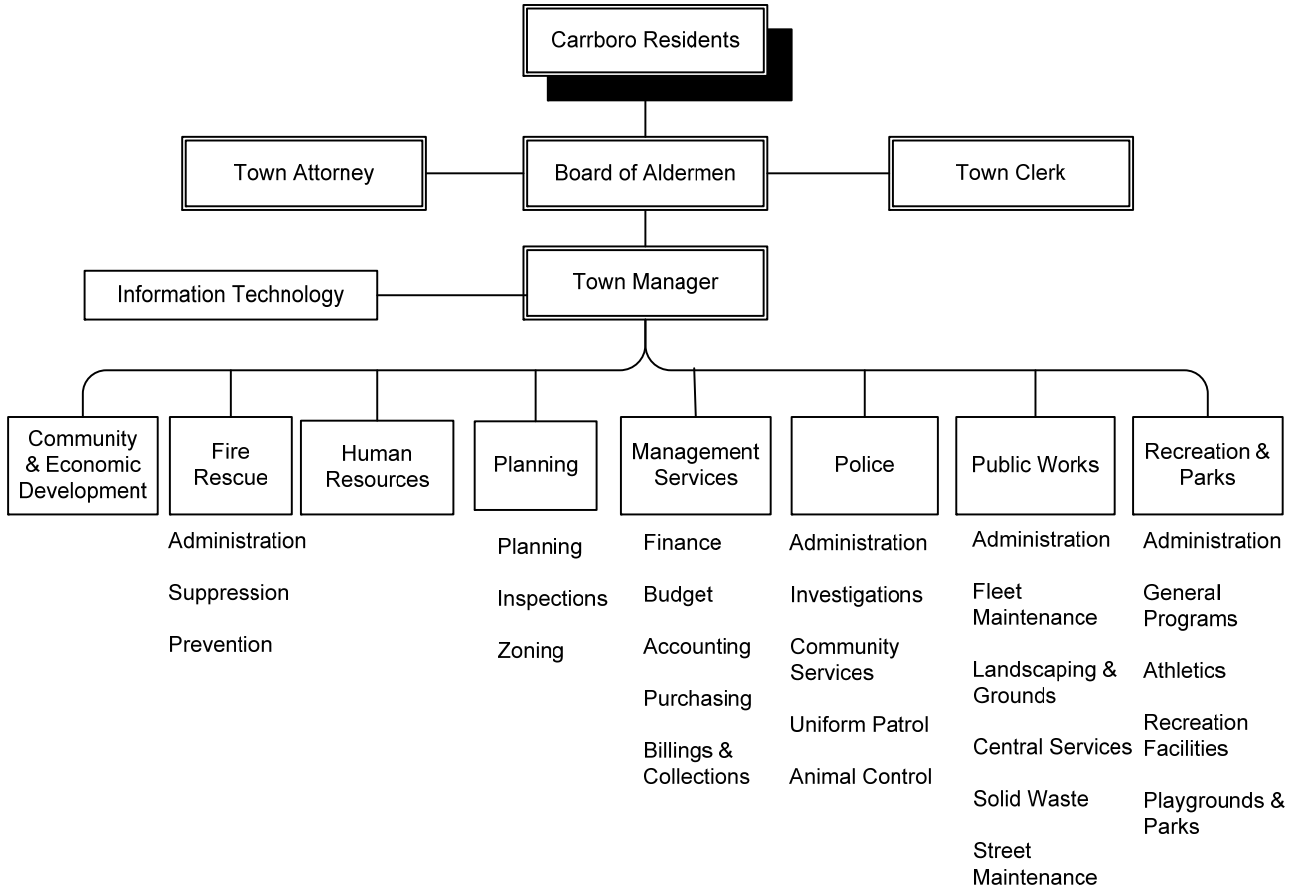 Carrboro Residents
Town Attorney
Board of Aldermen
Town Clerk
Information Technology
Town Manager
Community
& Economic
Development
Fire
Rescue
Human
Resources
Planning
Management
Services
Police
Public Works
Recreation &
Parks
Administration
Suppression
Prevention
Planning
Inspections
Zoning
Finance
Budget
Accounting
Purchasing
Billings &
Collections
Administration
Investigations
Community
Services
Uniform Patrol
Animal Control
Administration
Fleet
Maintenance
Landscaping &
Grounds
Central Services
Solid Waste
Street
Maintenance
Administration
General
Programs
Athletics
Recreation
Facilities
Playgrounds &
Parks